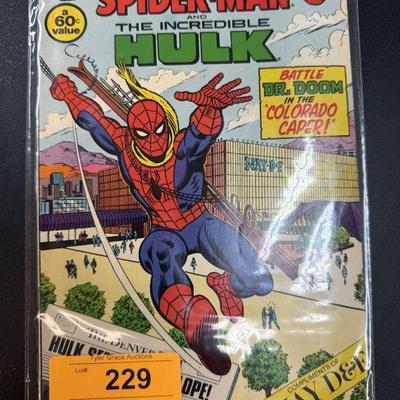 SPIDER-MAN
a
60¢
value
AND
THE INCREDIBLE
HULK
BATTLE
DR. DOOM
IN THE
"COLORADO
CAPER!"
MAY D&F
THE DENVER
HULK
OPE!
Tyler Grace Auctions
Lot#
229
COMPLIMENTS OF
AY D&F